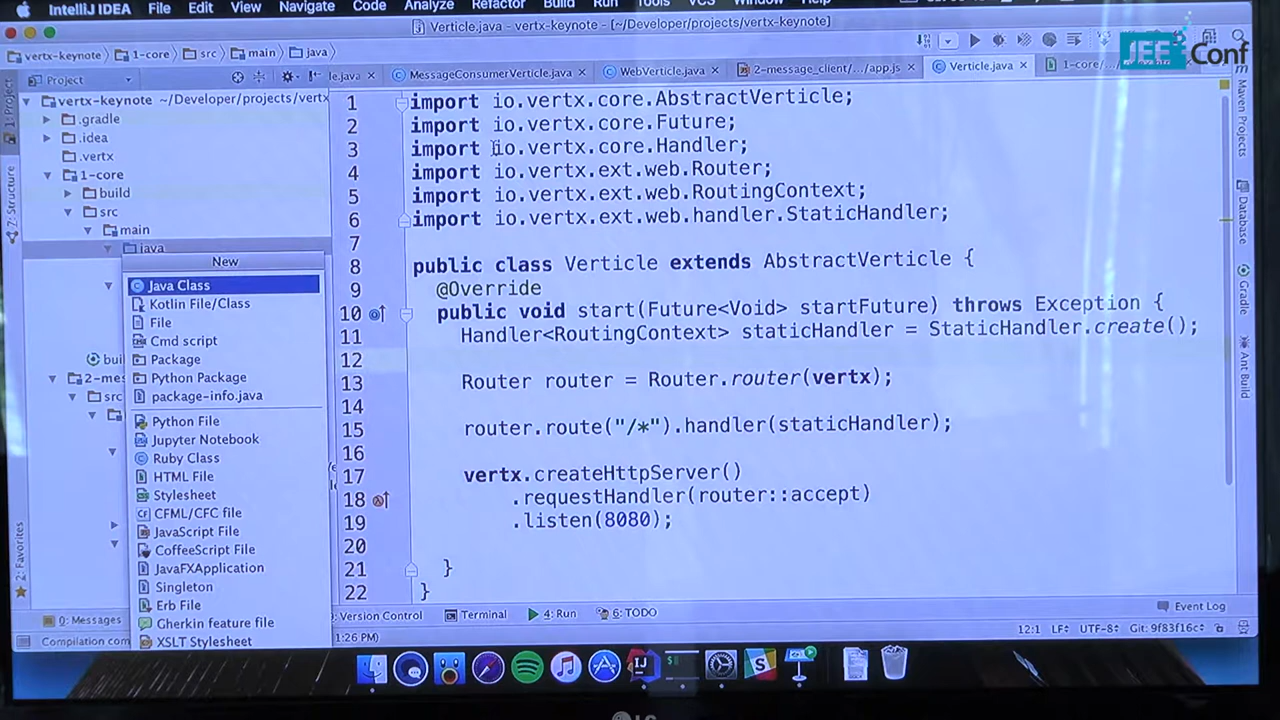 IntelliJ IDEA File Edit View Navigate Code Analyze Refactor Build Run Tools VCS Window
Verticle.java - vertx-keynote - [~/Developer/projects/vertx-keynote]
JEE Conf
vertx-keynote 1-core src main java
Project
le.java MessageConsumerVerticle.java WebVerticle.java 2-message_client/.../app.js Verticle.java 1-core/...
1: Project
Z: Structure
2: Favorites
Maven Projects
Database
Gradle
Ant Build
vertx-keynote ~/Developer/projects/vertx
.gradle
.idea
.vertx
1-core
build
src
main
java
New
Java Class
Kotlin File/Class
File
Cmd script
Package
Python Package
package-info.java
Python File
Jupyter Notebook
Ruby Class
HTML File
Stylesheet
CFML/CFC file
JavaScript File
CoffeeScript File
JavaFXApplication
Singleton
Erb File
Gherkin feature file
XSLT Stylesheet
bui
2-mes
src
1 import io.vertx.core.AbstractVerticle;
2 import io.vertx.core.Future;
3 import io.vertx.core.Handler;
4 import io.vertx.ext.web.Router;
5 import io.vertx.ext.web.RoutingContext;
6 import io.vertx.ext.web.handler.StaticHandler;
7
8 public class Verticle extends AbstractVerticle {
9 @Override
10 public void start(Future<Void> startFuture) throws Exception {
11 Handler<RoutingContext> staticHandler = StaticHandler.create();
12
13 Router router = Router.router(vertx);
14
15 router.route("/*").handler(staticHandler);
16
17 vertx.createHttpServer()
18 .requestHandler(router::accept)
19 .listen(8080);
20
21 }
22 }
0: Messages Version Control Terminal 4: Run 6: TODO Event Log
Compilation com 1:26 PM) 12:1 LF UTF-8 Git: 9f83f16c
LG